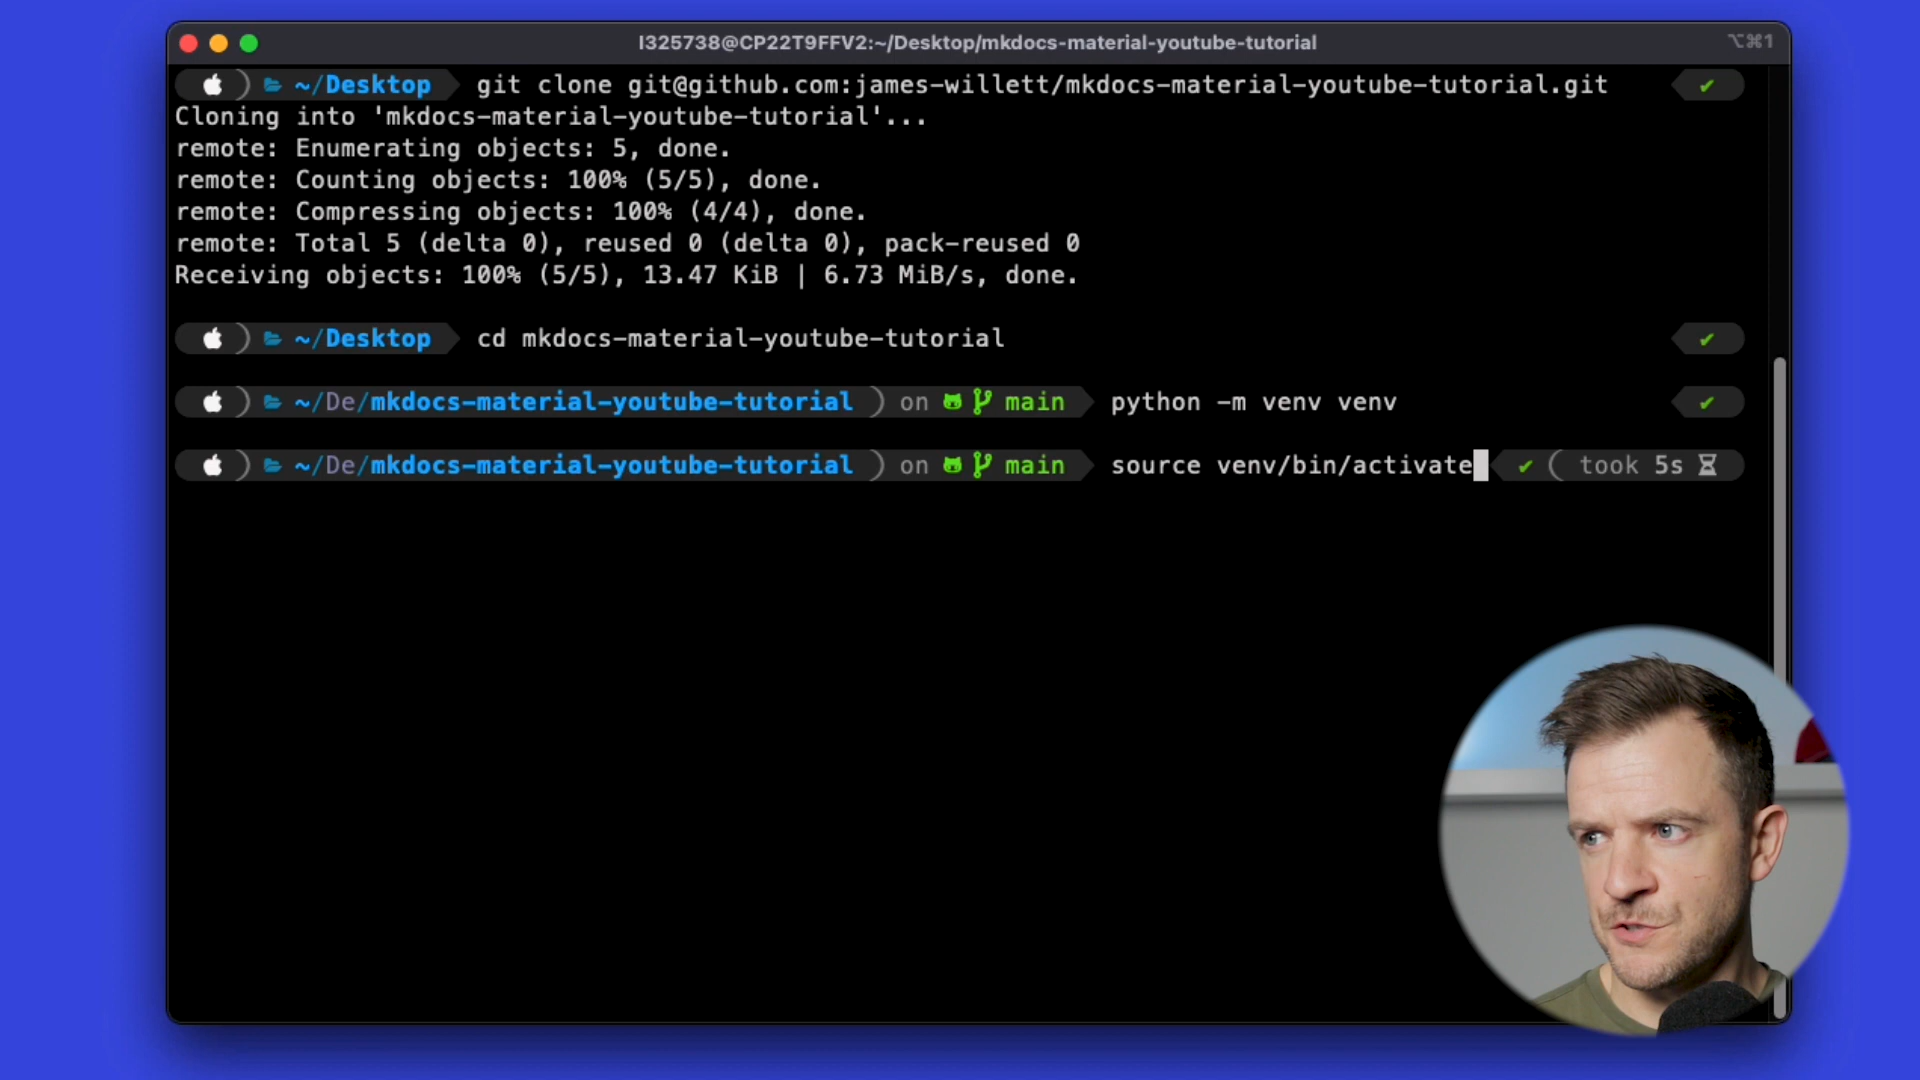 I325738@CP22T9FFV2:~/Desktop/mkdocs-material-youtube-tutorial ⌥⌘1
~/Desktop git clone git@github.com:james-willett/mkdocs-material-youtube-tutorial.git ✔
Cloning into 'mkdocs-material-youtube-tutorial'...
remote: Enumerating objects: 5, done.
remote: Counting objects: 100% (5/5), done.
remote: Compressing objects: 100% (4/4), done.
remote: Total 5 (delta 0), reused 0 (delta 0), pack-reused 0
Receiving objects: 100% (5/5), 13.47 KiB | 6.73 MiB/s, done.
~/Desktop cd mkdocs-material-youtube-tutorial ✔
~/De/mkdocs-material-youtube-tutorial on main python -m venv venv ✔
~/De/mkdocs-material-youtube-tutorial on main source venv/bin/activate ✔ took 5s